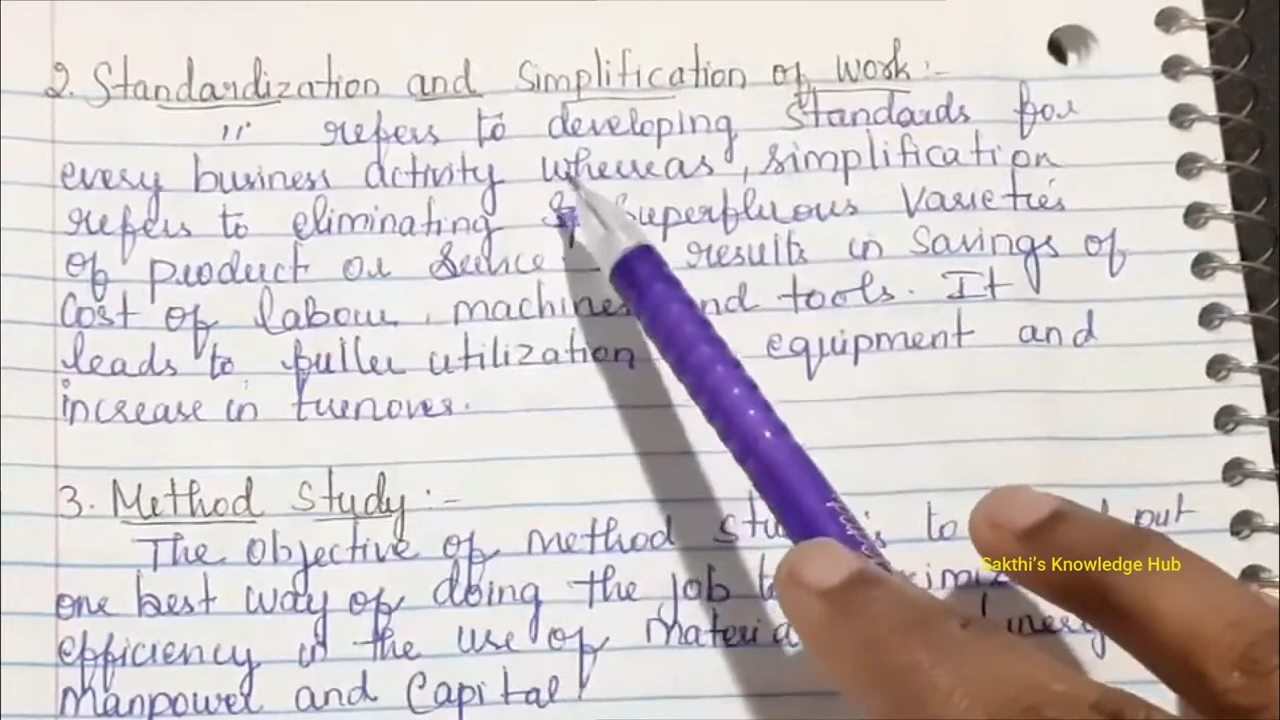 2. Standardization and Simplification of work:-
" refers to developing standards for
every business activity whereas, simplification
refers to eliminating superfluous varieties
of product or service results in savings of
cost of labour, machines and tools. It
leads to fuller utilization equipment and
increase in turnover.
3. Method Study:-
The objective of method to out
one best way of doing the job
efficiency in the use of
manpower and Capital
Sakthi's Knowledge Hub